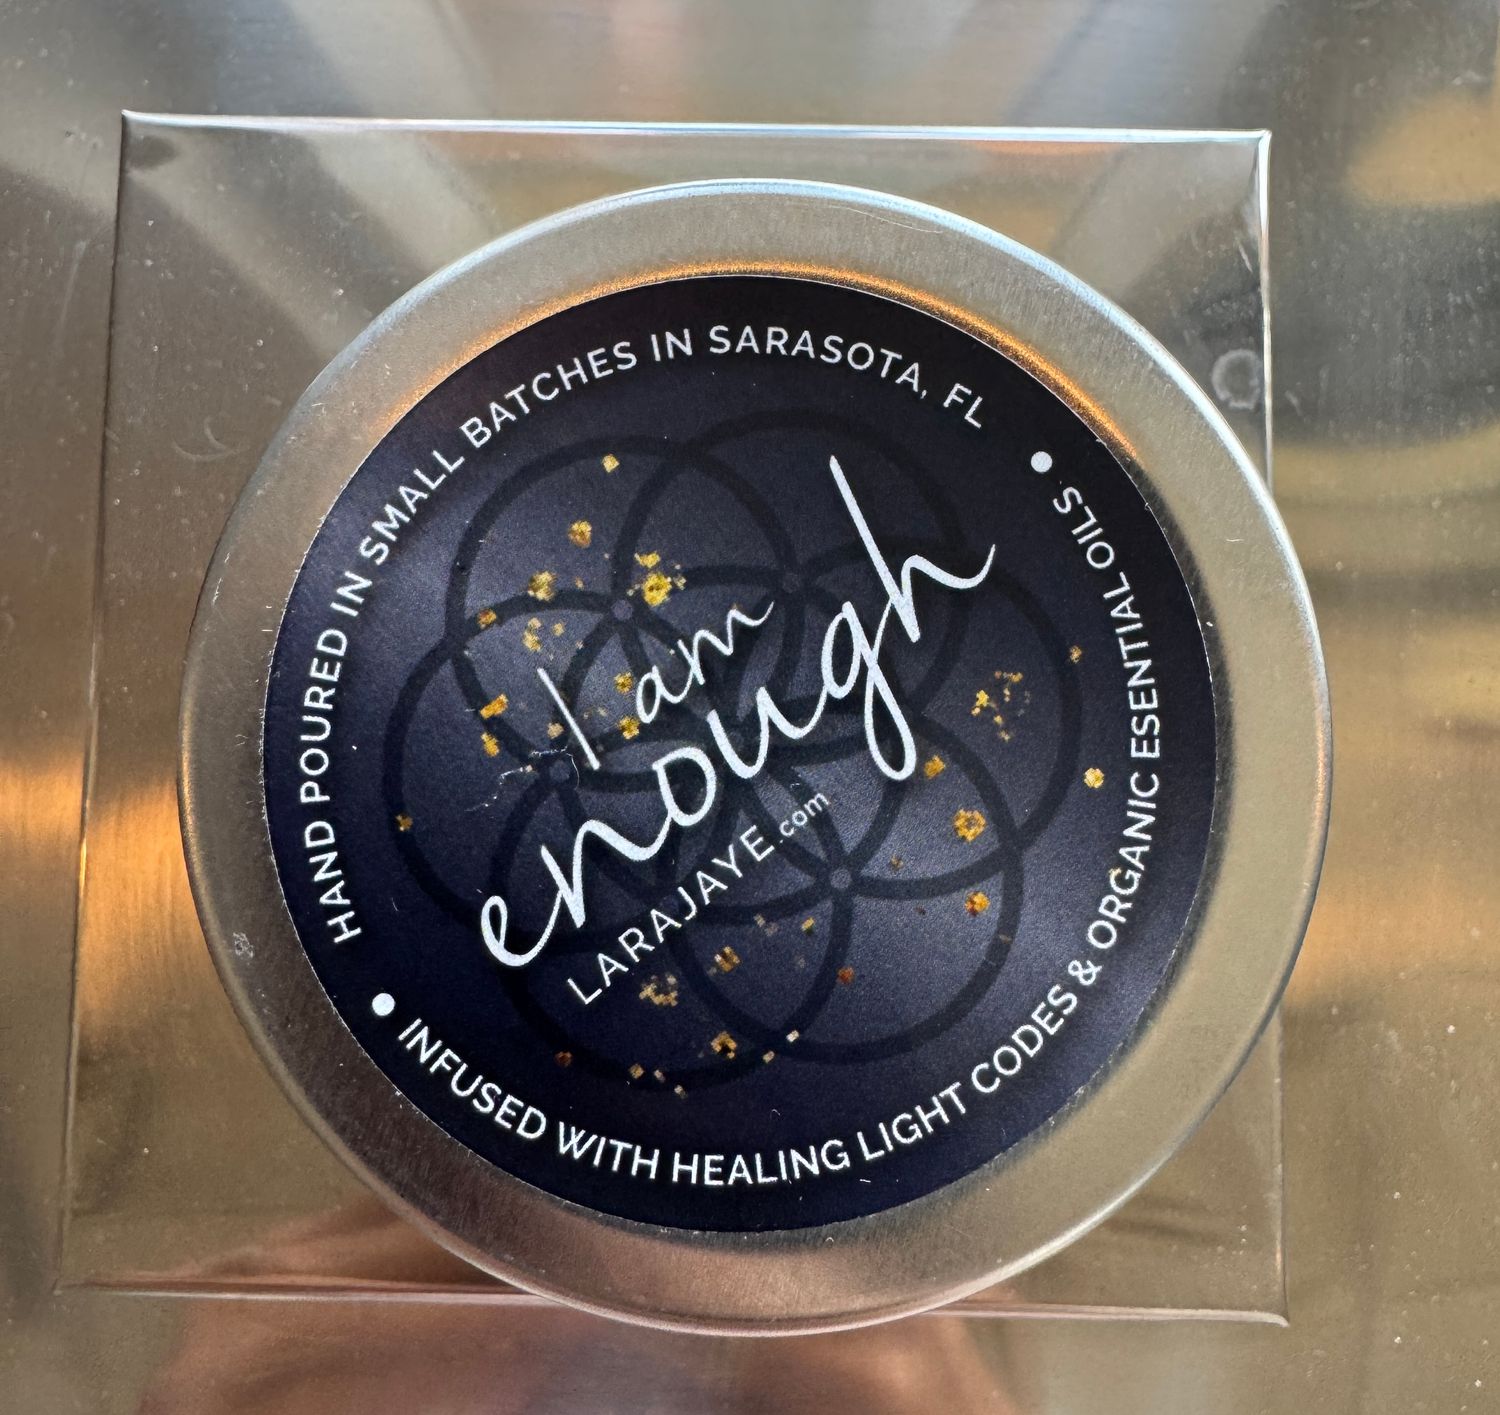 HAND POURED IN SMALL BATCHES IN SARASOTA, FL
I am
enough
LARAJAYE.com
• INFUSED WITH HEALING LIGHT CODES & ORGANIC ESENTIAL OILS •